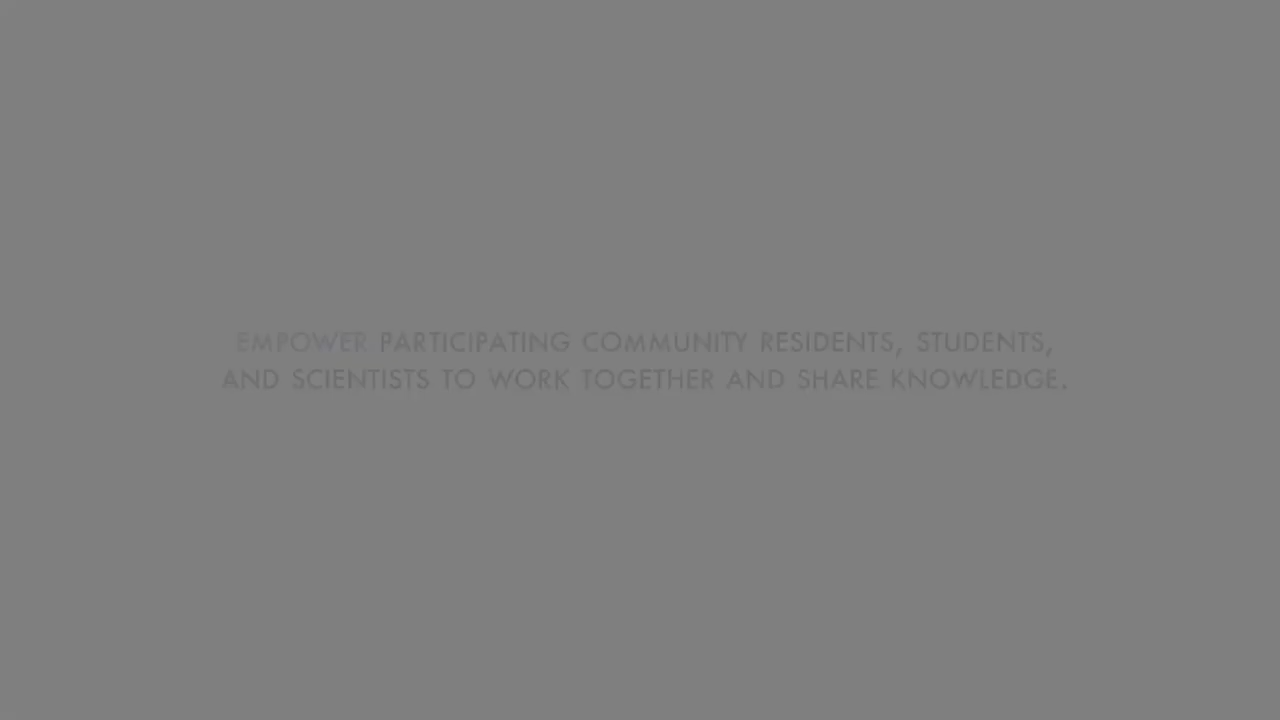 EMPOWER PARTICIPATING COMMUNITY RESIDENTS, STUDENTS,
AND SCIENTISTS TO WORK TOGETHER AND SHARE KNOWLEDGE.